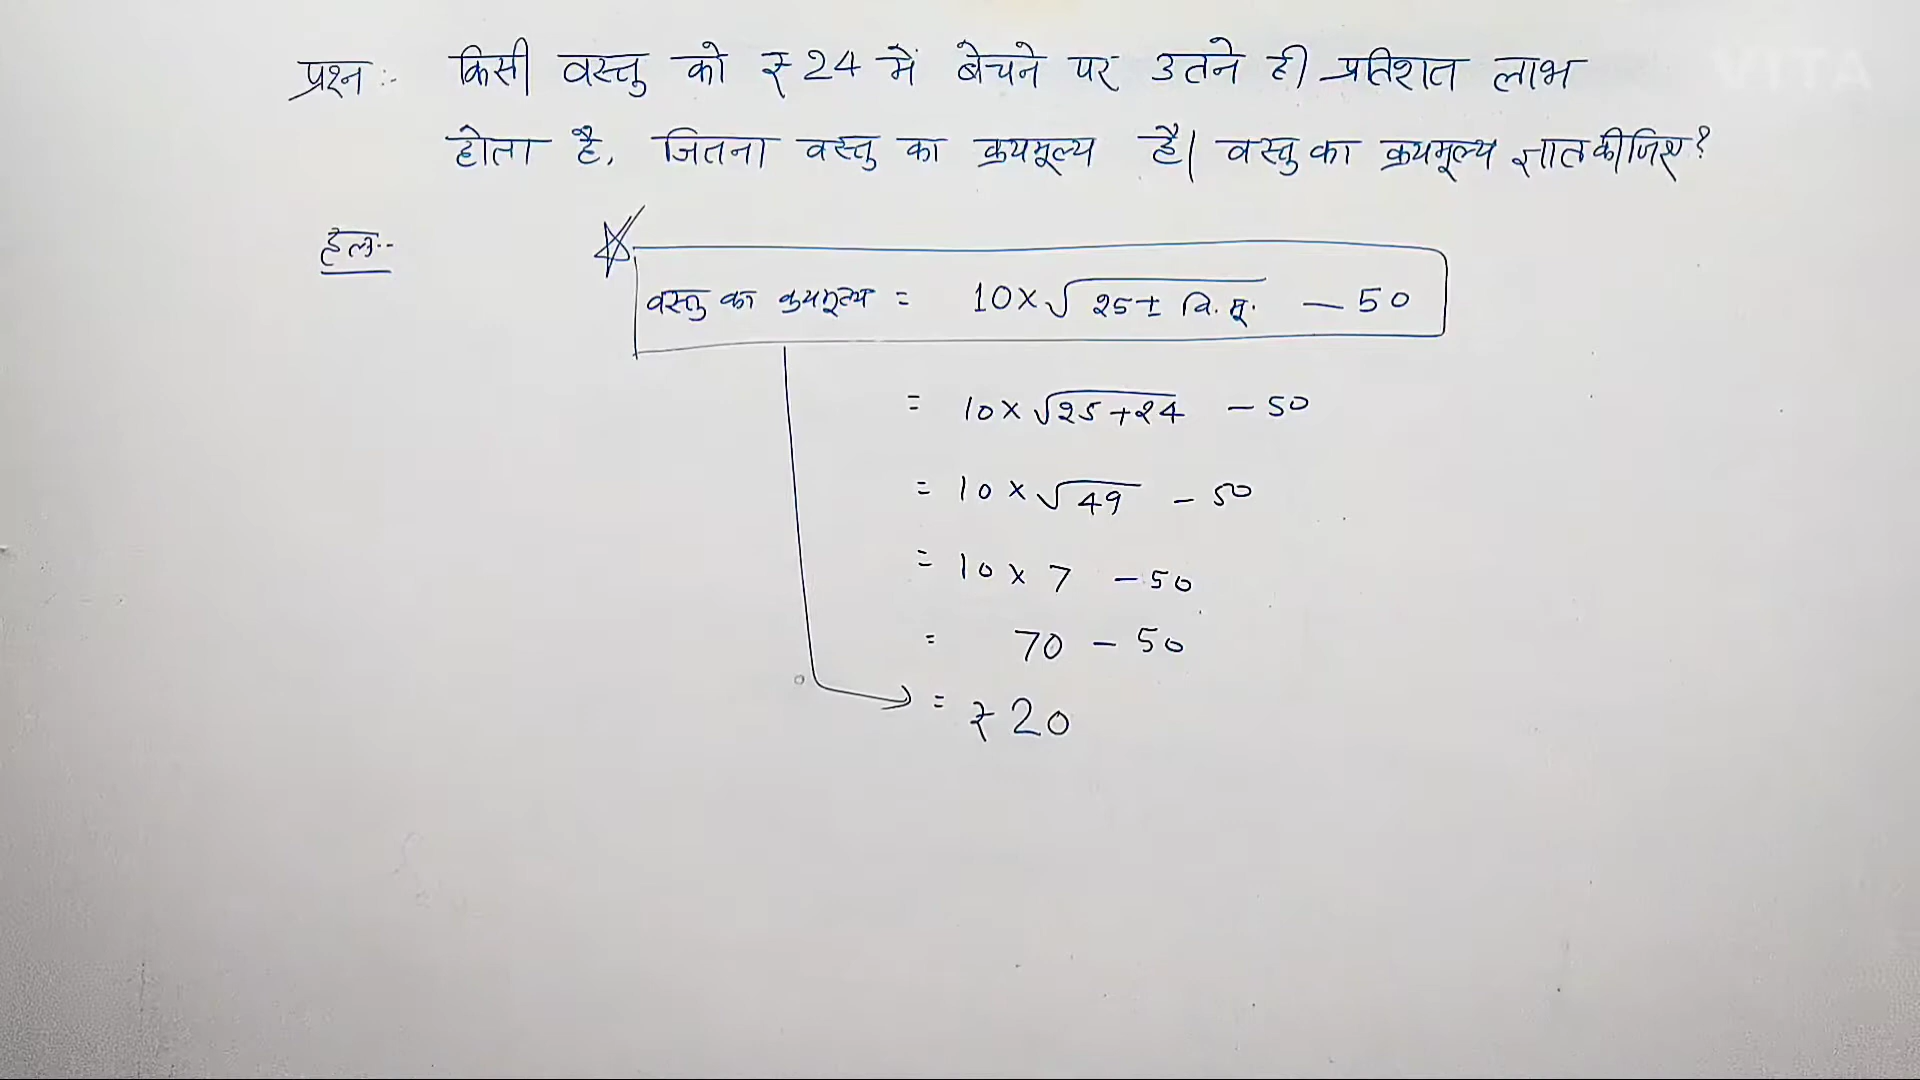 प्रश्न :- किसी वस्तु को ₹ 24 में बेचने पर उतने ही प्रतिशत लाभ
होता है, जितना वस्तु का क्रयमूल्य है। वस्तु का क्रयमूल्य ज्ञात कीजिए?
हल:-
वस्तु का क्रयमूल्य = 10 × √25 ± वि. मू. - 50
= 10 × √25 + 24 - 50
= 10 × √49 - 50
= 10 × 7 - 50
= 70 - 50
= ₹ 20